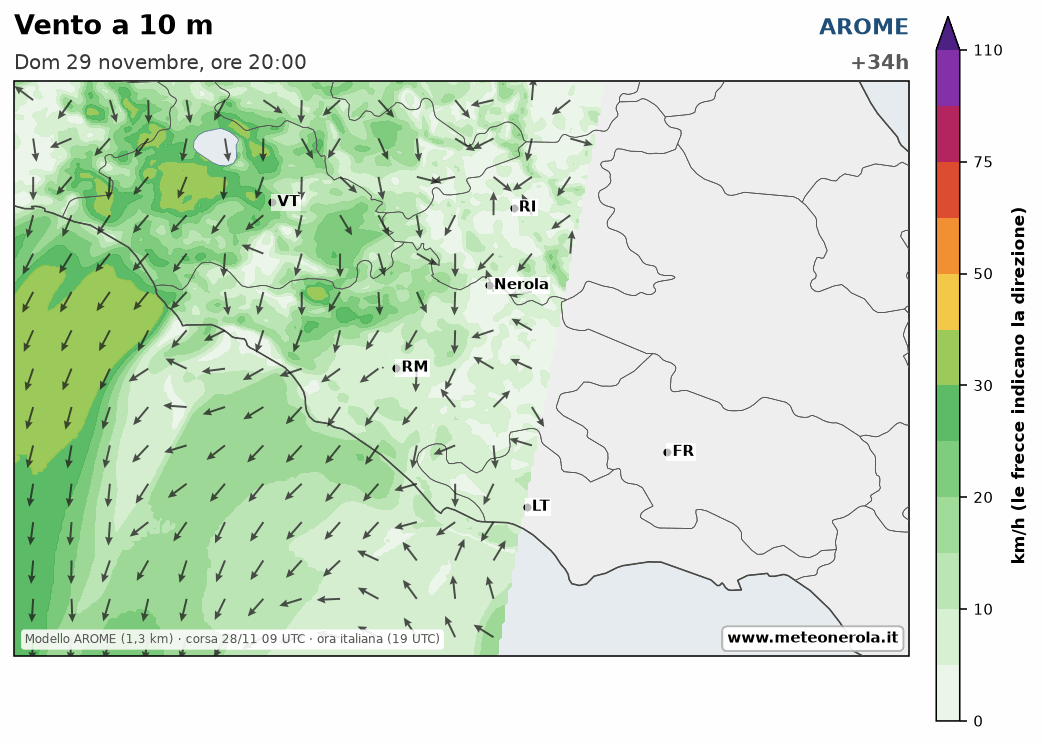 Vento a 10 m
AROME
Dom 29 novembre, ore 20:00
+34h
VT
RI
Nerola
RM
FR
LT
Modello AROME (1,3 km) · corsa 28/11 09 UTC · ora italiana (19 UTC)
www.meteonerola.it
110
75
50
30
20
10
0
km/h (le frecce indicano la direzione)